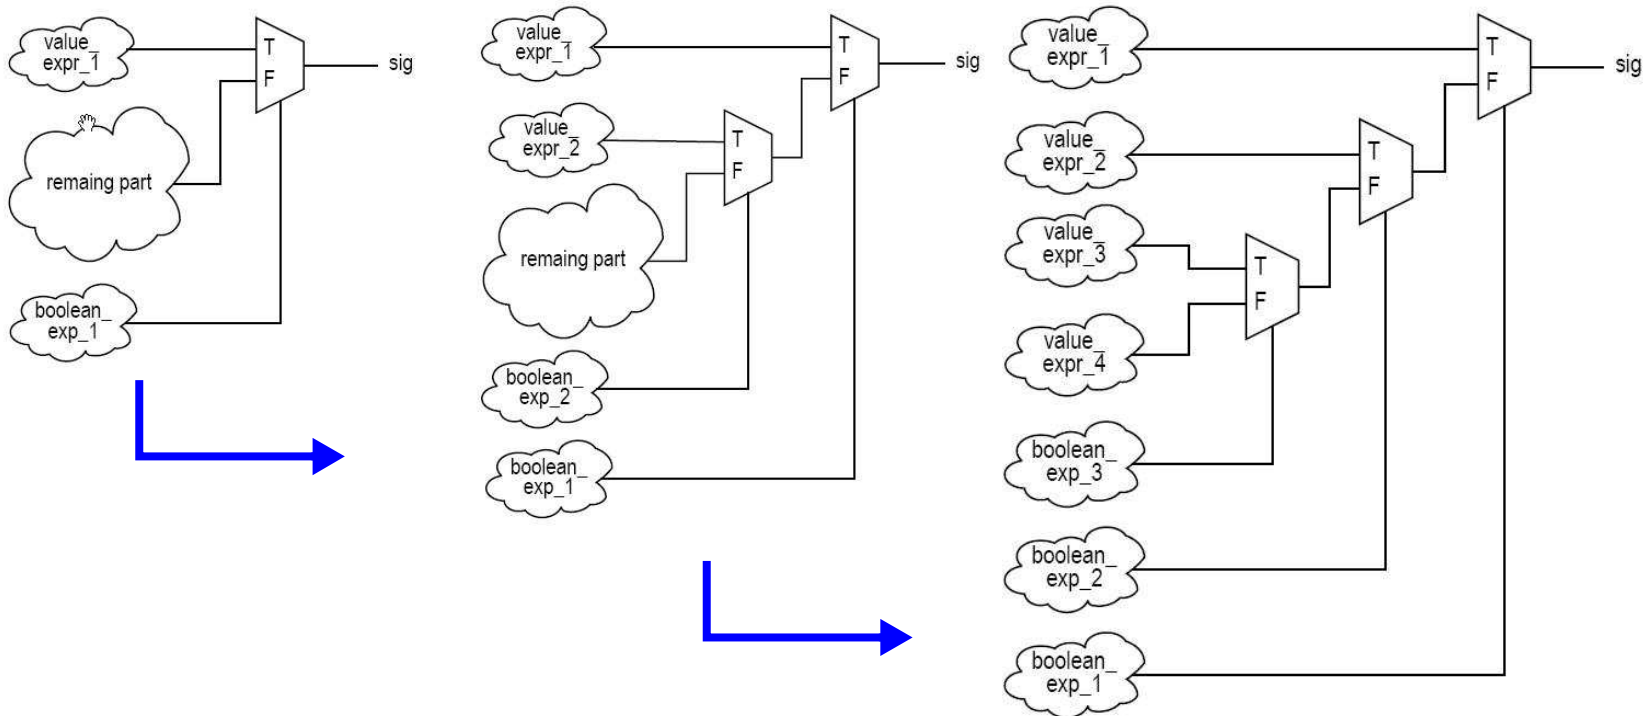 value_
expr_1
T
F
sig
remaing part
boolean_
exp_1
value_
expr_1
T
F
sig
value_
expr_2
T
F
remaing part
boolean_
exp_2
boolean_
exp_1
value_
expr_1
T
F
sig
value_
expr_2
T
F
value_
expr_3
T
F
value_
expr_4
boolean_
exp_3
boolean_
exp_2
boolean_
exp_1